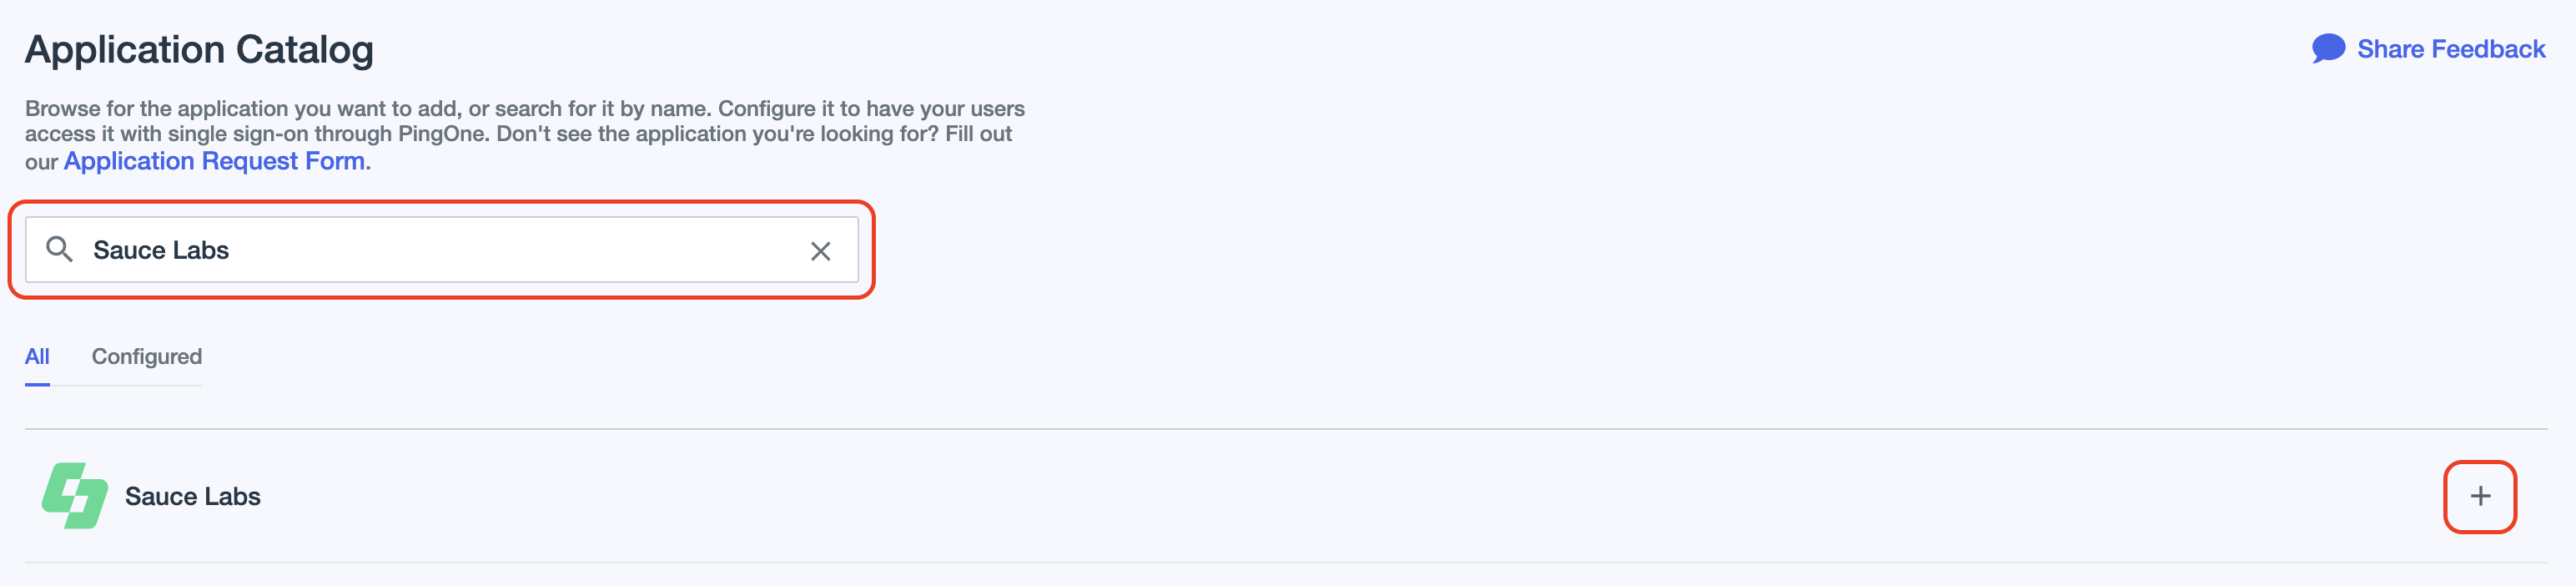 Application Catalog
Share Feedback
Browse for the application you want to add, or search for it by name. Configure it to have your users
access it with single sign-on through PingOne. Don't see the application you're looking for? Fill out
our Application Request Form.
Sauce Labs
All Configured
Sauce Labs